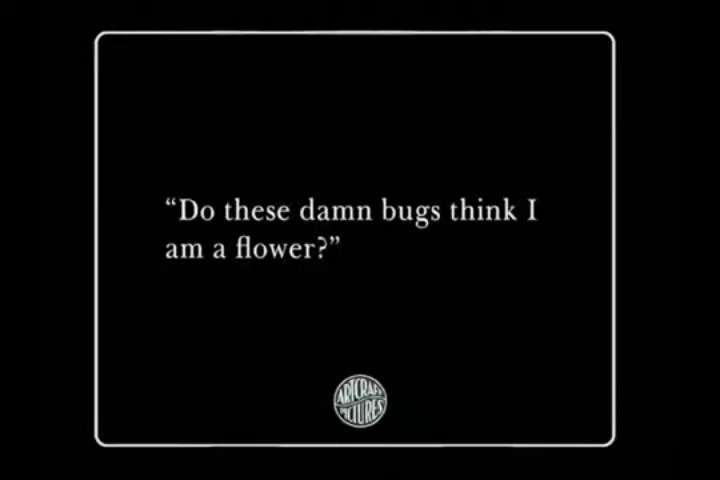 “Do these damn bugs think I
am a flower?”
ARTCRAFT
PICTURES